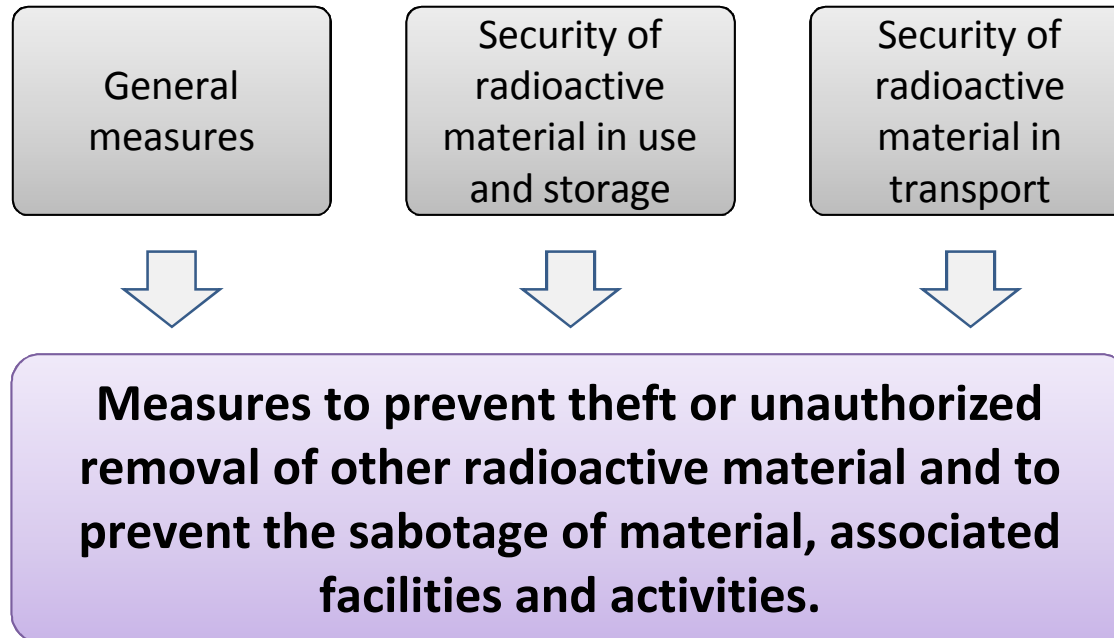 General
measures
Security of
radioactive
material in use
and storage
Security of
radioactive
material in
transport
Measures to prevent theft or unauthorized
removal of other radioactive material and to
prevent the sabotage of material, associated
facilities and activities.